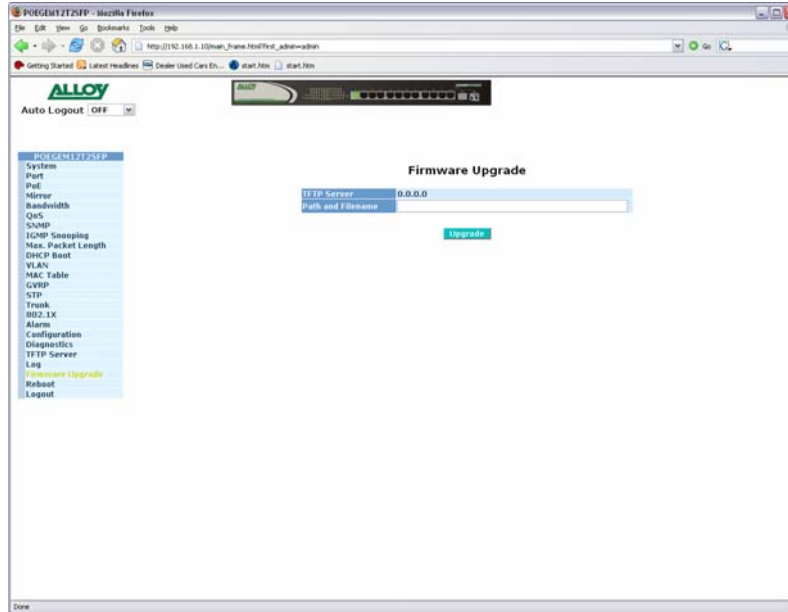 POEGEM12T2SFP - Mozilla Firefox
File Edit View Go Bookmarks Tools Help
http://192.168.1.10/main_frame.html?first_admin=admin
Go
Getting Started Latest Headlines Dealer Used Cars En... start.htm start.htm
ALLOY
Auto Logout OFF
POEGEM12T2SFP
System
Port
PoE
Mirror
Bandwidth
QoS
SNMP
IGMP Snooping
Max. Packet Length
DHCP Boot
VLAN
MAC Table
GVRP
STP
Trunk
802.1X
Alarm
Configuration
Diagnostics
TFTP Server
Log
Firmware Upgrade
Reboot
Logout
Firmware Upgrade
TFTP Server 0.0.0.0
Path and Filename
Upgrade
Done